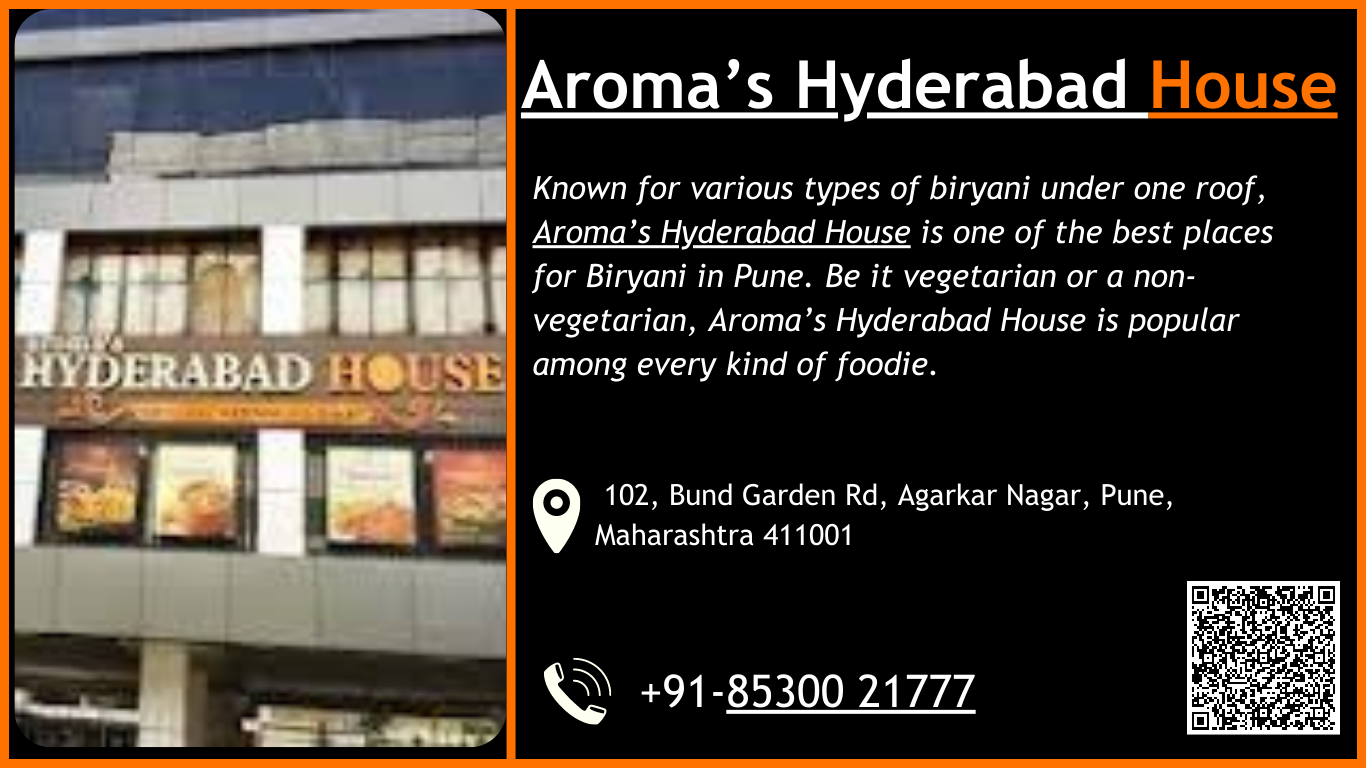 Aroma’s Hyderabad House
Known for various types of biryani under one roof,
Aroma’s Hyderabad House is one of the best places
for Biryani in Pune. Be it vegetarian or a non-
vegetarian, Aroma’s Hyderabad House is popular
among every kind of foodie.
102, Bund Garden Rd, Agarkar Nagar, Pune,
Maharashtra 411001
+91-85300 21777
aroma's
HYDERABAD HOUSE